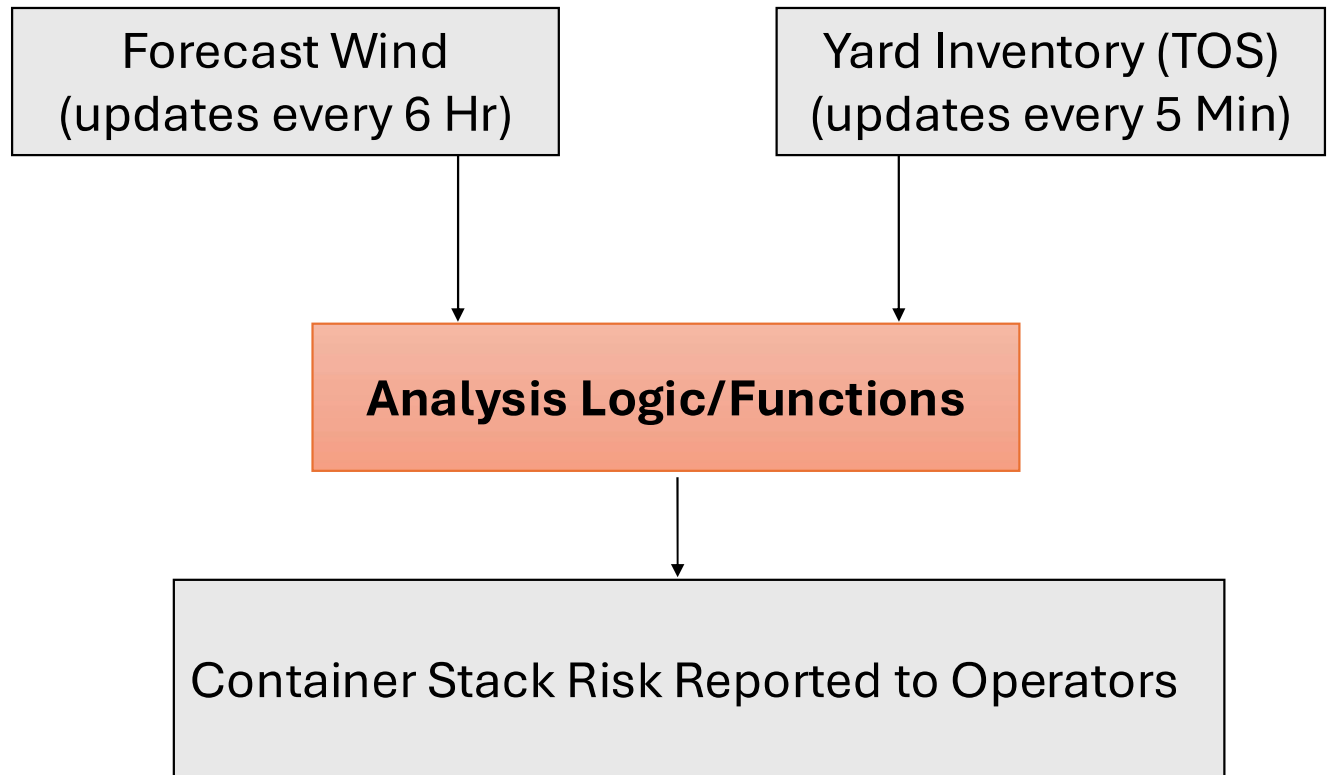 Forecast Wind
(updates every 6 Hr)
Yard Inventory (TOS)
(updates every 5 Min)
Analysis Logic/Functions
Container Stack Risk Reported to Operators